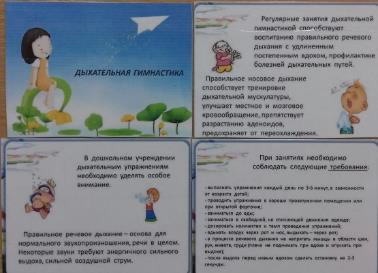 ДЫХАТЕЛЬНАЯ ГИМНАСТИКА
Регулярные занятия дыхательной
гимнастикой способствуют
воспитанию правильного речевого
дыхания с удлиненным
постепенным вдохом, профилактике
болезней дыхательных путей.
Правильное носовое дыхание
способствует тренировке
дыхательной мускулатуры,
улучшает местное и мозговое
кровообращение, препятствует
разрастанию аденоидов,
предохраняет от переохлаждения.
В дошкольном учреждении
дыхательным упражнениям
необходимо уделять особое
внимание.
Правильное речевое дыхание – основа для
нормального звукопроизношения, речи в целом.
Некоторые звуки требуют энергичного сильного
выдоха, сильной воздушной струи.
При занятиях необходимо
соблюдать следующие требования:
- выполнять упражнения каждый день по 3-6 минут, в зависимости
от возраста детей;
- проводить упражнения в хорошо проветренном помещении или
при открытой форточке;
- заниматься до еды;
- заниматься в свободной, не стесняющей движения одежде;
- дозировать количество и темп проведения упражнений;
- вдыхать воздух через рот и нос, выдыхать – через рот;
- в процессе речевого дыхания не напрягать мышцы в области шеи,
рук, живота, груди; плечи не поднимать при вдохе и опускать при
выдохе;
- после выдоха перед новым вдохом сделать остановку на 2-3
секунды.